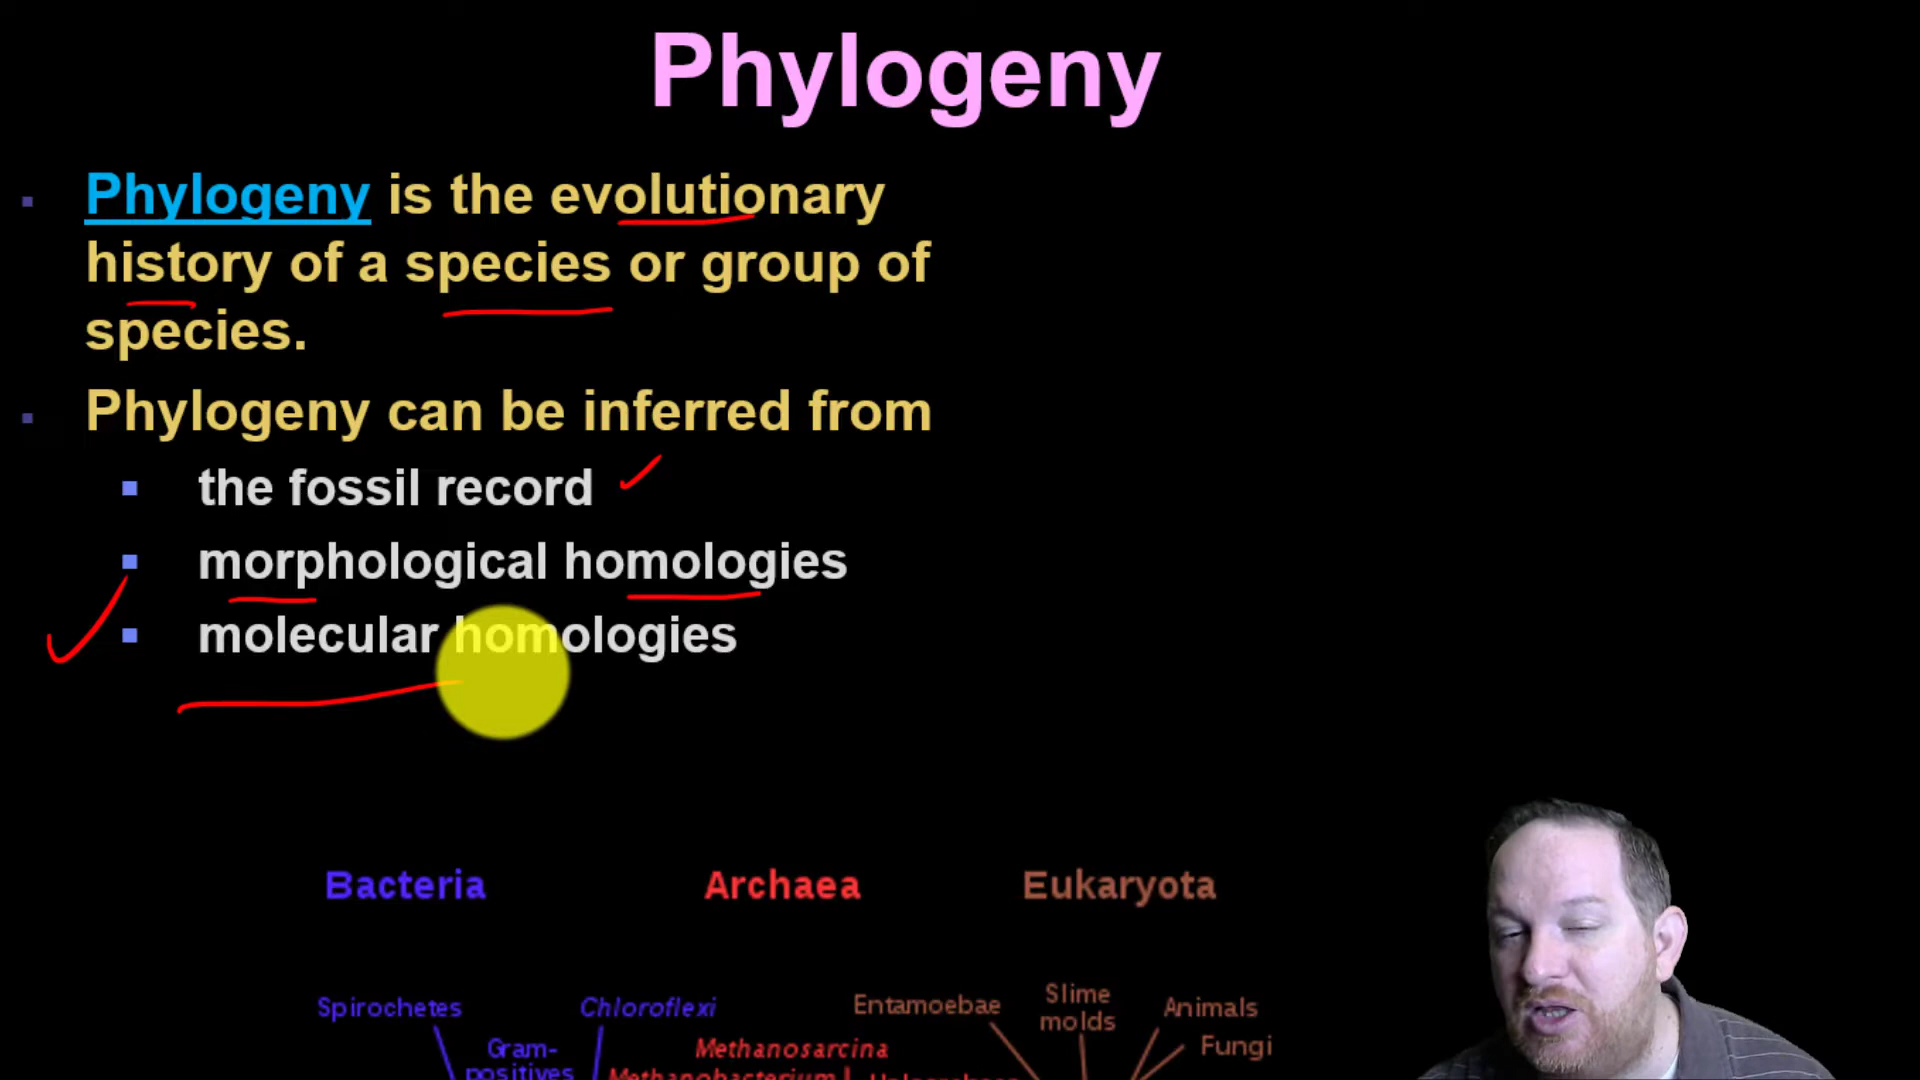 Phylogeny
Phylogeny is the evolutionary
history of a species or group of
species.
Phylogeny can be inferred from
the fossil record
morphological homologies
molecular homologies
Bacteria Archaea Eukaryota
Spirochetes Chloroflexi Entamoebae Slime
molds Animals
Gram-
positives Methanosarcina Fungi
Methanobacterium